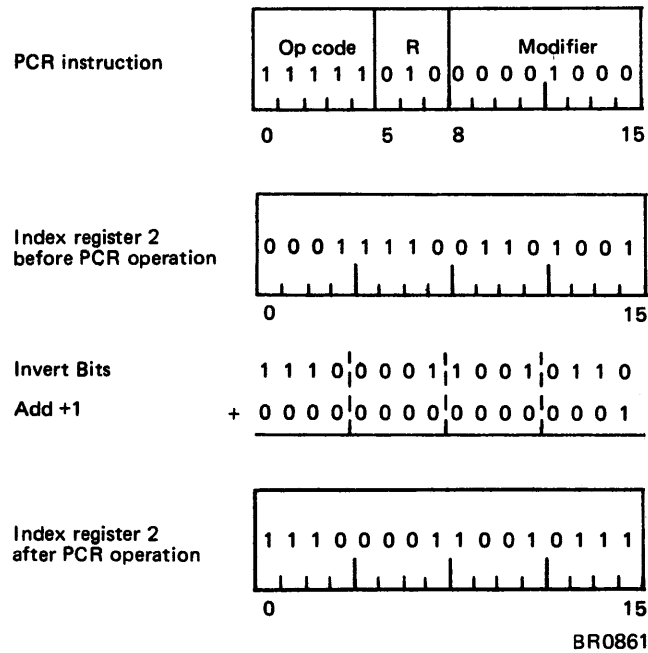 Op code R Modifier
PCR instruction
1 1 1 1 1 0 1 0 0 0 0 0 1 0 0 0
0 5 8 15
Index register 2
before PCR operation
0 0 0 1 1 1 1 0 0 1 1 0 1 0 0 1
0 15
Invert Bits 1 1 1 0 0 0 0 1 1 0 0 1 0 1 1 0
Add +1 + 0 0 0 0 0 0 0 0 0 0 0 0 0 0 0 1
Index register 2
after PCR operation
1 1 1 0 0 0 0 1 1 0 0 1 0 1 1 1
0 15
BR0861